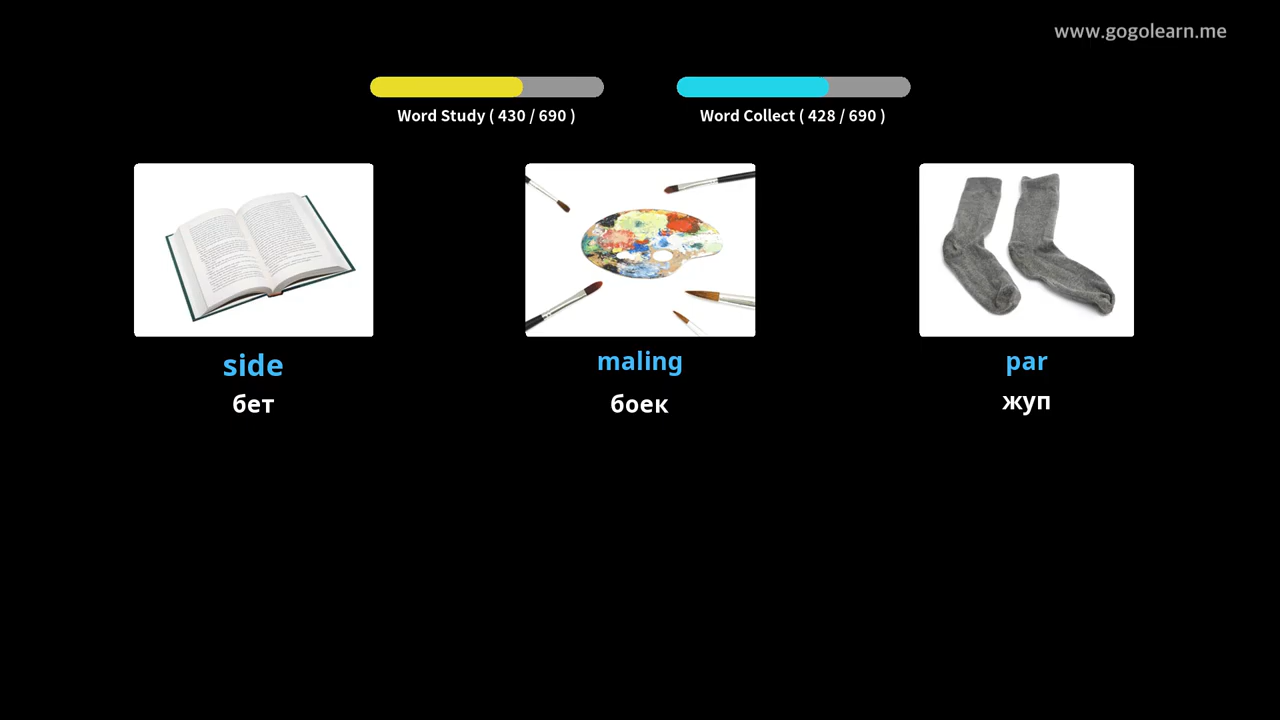 www.gogolearn.me
Word Study ( 430 / 690 )
Word Collect ( 428 / 690 )
side
maling
par
бет
боек
жуп